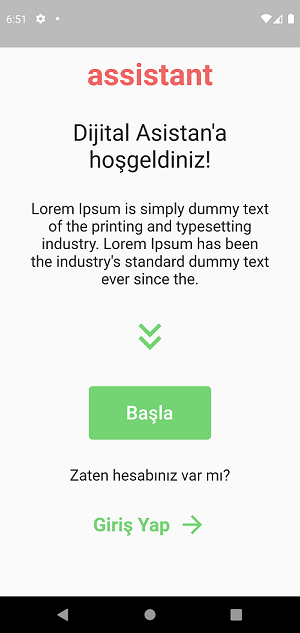 6:51
assistant
Dijital Asistan'a
hoşgeldiniz!
Lorem Ipsum is simply dummy text
of the printing and typesetting
industry. Lorem Ipsum has been
the industry's standard dummy text
ever since the.
Başla
Zaten hesabınız var mı?
Giriş Yap